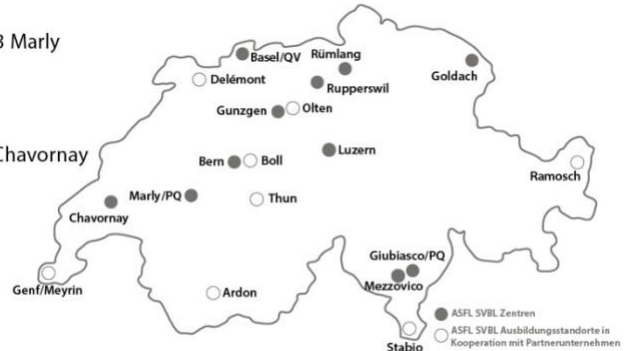 3 Marly
Basel/QV
Rümlang
Delémont
Rupperswil
Goldach
Gunzgen
Olten
Chavornay
Bern
Boll
Luzern
Ramosch
Marly/PQ
Thun
Chavornay
Giubiasco/PQ
Mezzovico
Genf/Meyrin
Ardon
ASFL SVBL Zentren
ASFL SVBL Ausbildungsstandorte in
Kooperation mit Partnerunternehmen
Stabio